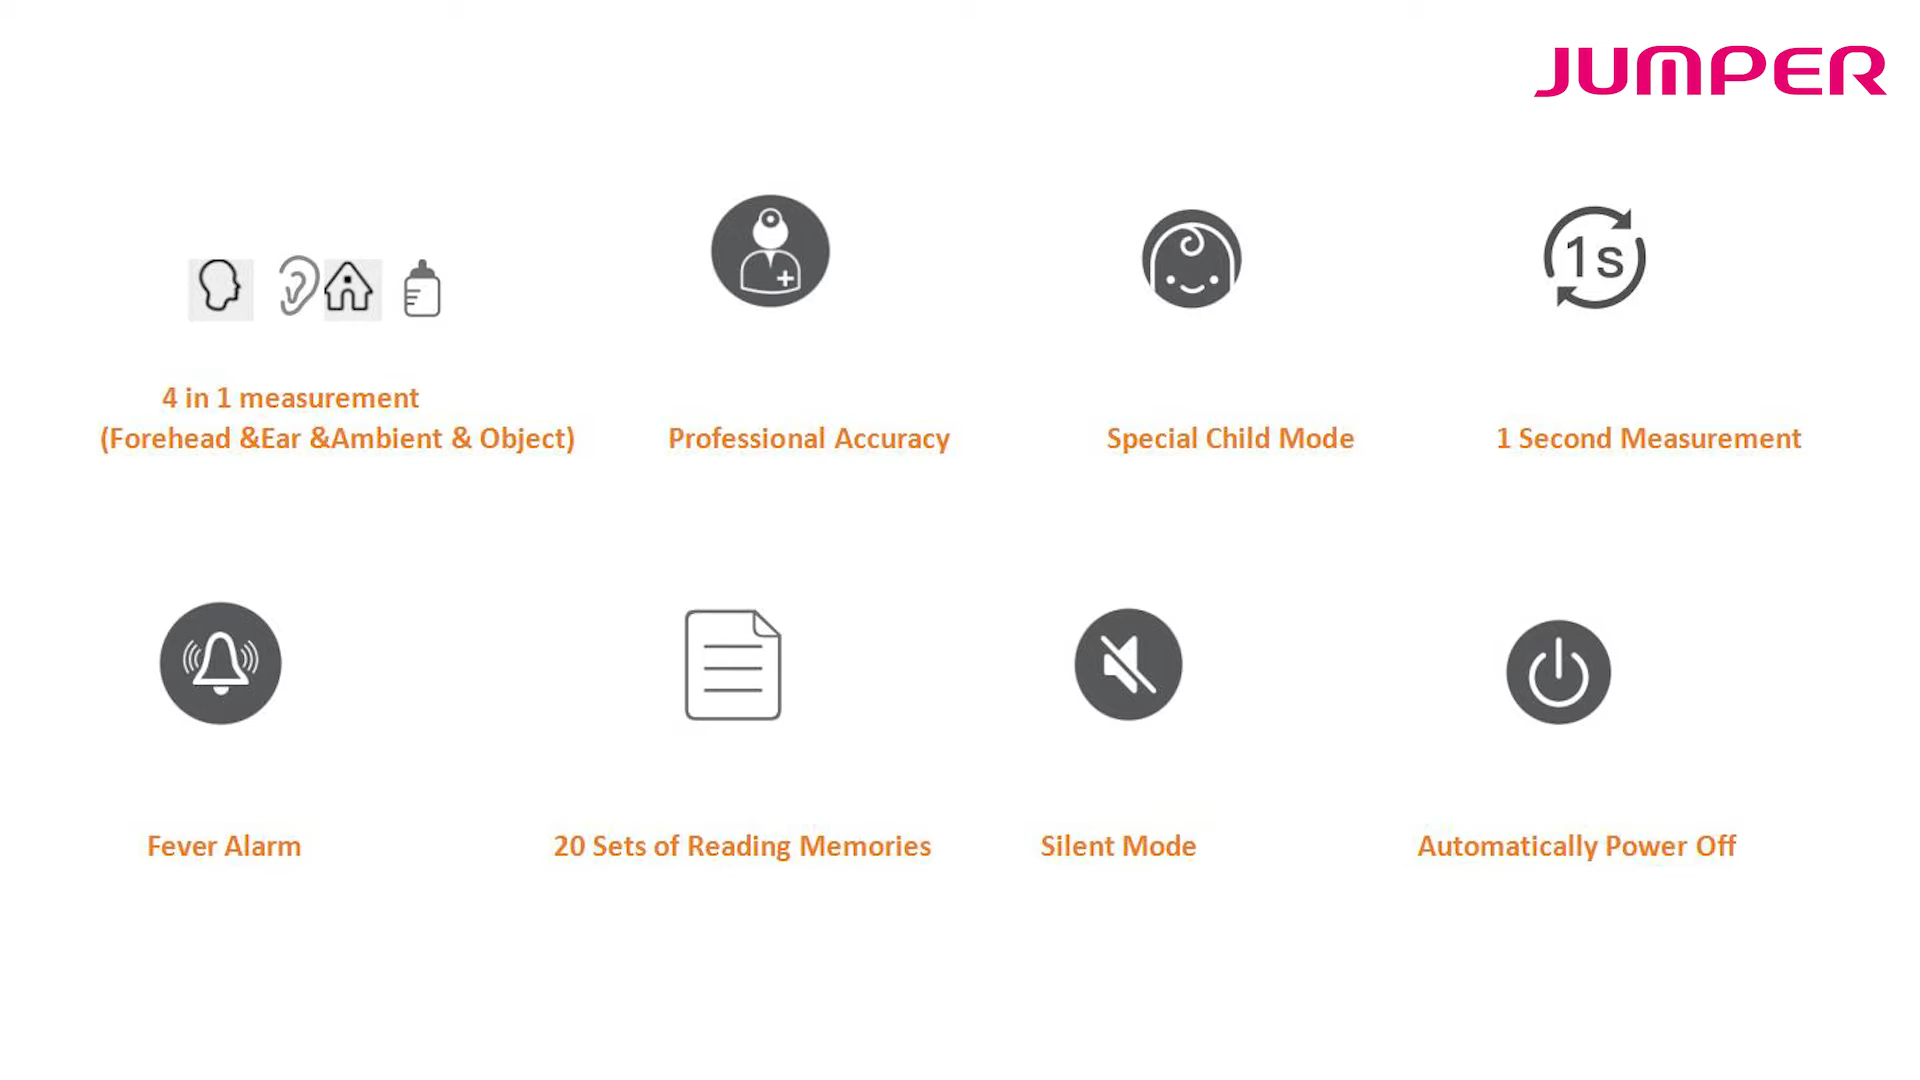 JUMPER
1s
4 in 1 measurement
(Forehead &Ear &Ambient & Object)
Professional Accuracy
Special Child Mode
1 Second Measurement
Fever Alarm
20 Sets of Reading Memories
Silent Mode
Automatically Power Off